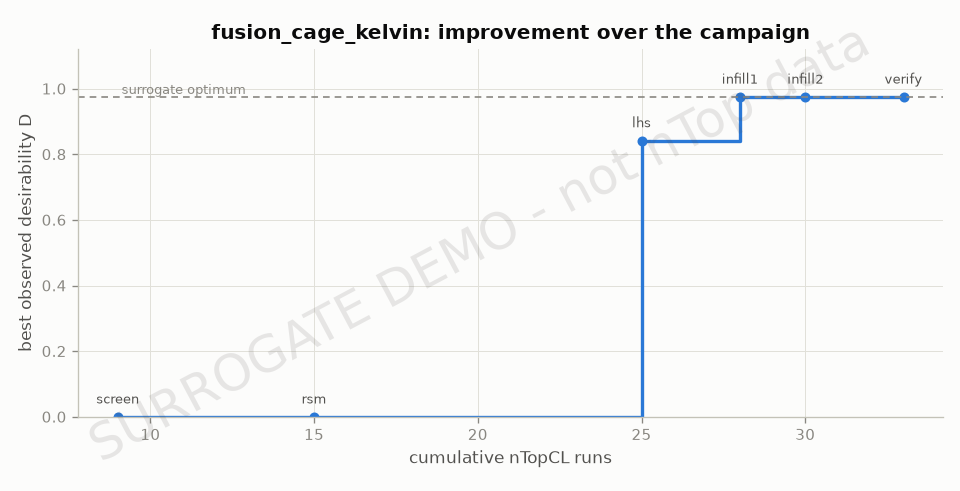 fusion_cage_kelvin: improvement over the campaign
infill1
infill2
verify
1.0
surrogate optimum
lhs
0.8
0.6
0.4
0.2
screen
rsm
0.0
10
15
20
25
30
cumulative nTopCL runs
best observed desirability D
SURROGATE DEMO - not nTop data